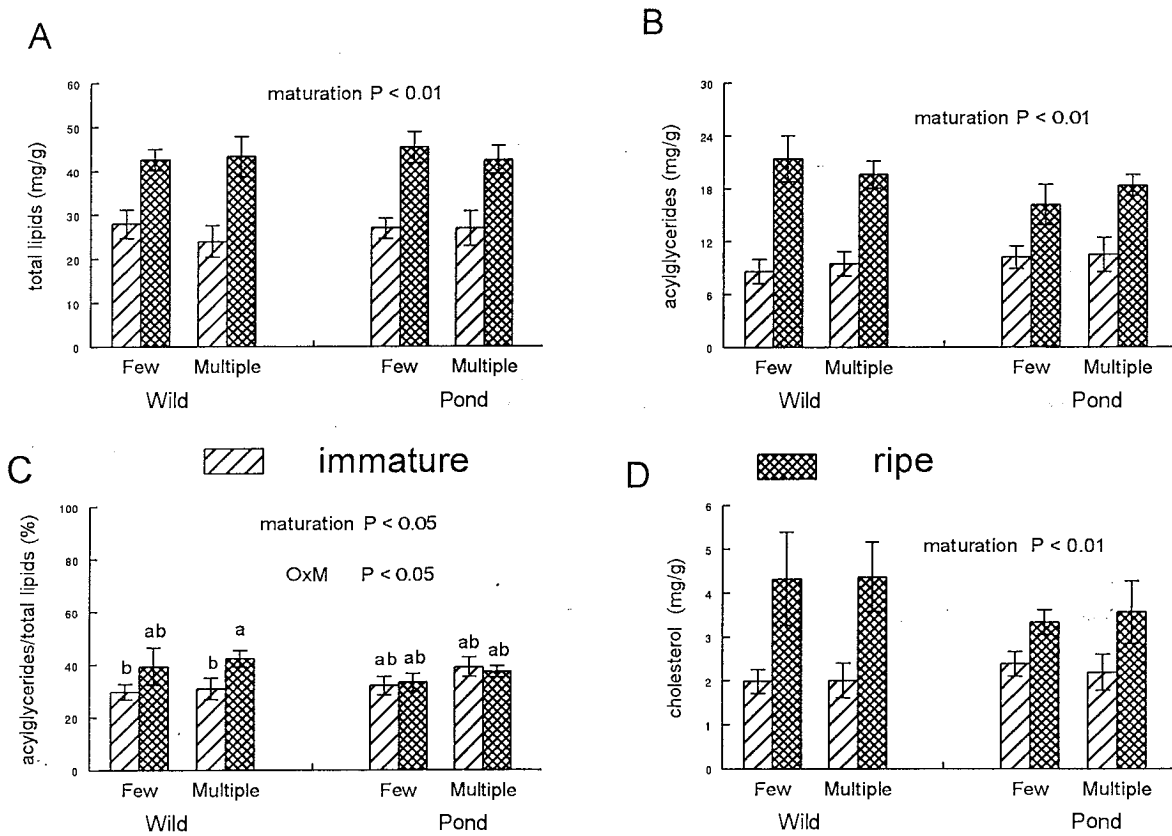 A
total lipids (mg/g)
60
50
40
30
20
10
0
maturation P < 0.01
Few Multiple Few Multiple
Wild Pond
B
acylglycerides (mg/g)
30
24
18
12
6
0
maturation P < 0.01
Few Multiple Few Multiple
Wild Pond
immature
ripe
C
acylglycerides/total lipids (%)
100
80
60
40
20
0
maturation P < 0.05
OxM P < 0.05
b ab b a ab ab ab ab
Few Multiple Few Multiple
Wild Pond
D
cholesterol (mg/g)
6
5
4
3
2
1
0
maturation P < 0.01
Few Multiple Few Multiple
Wild Pond